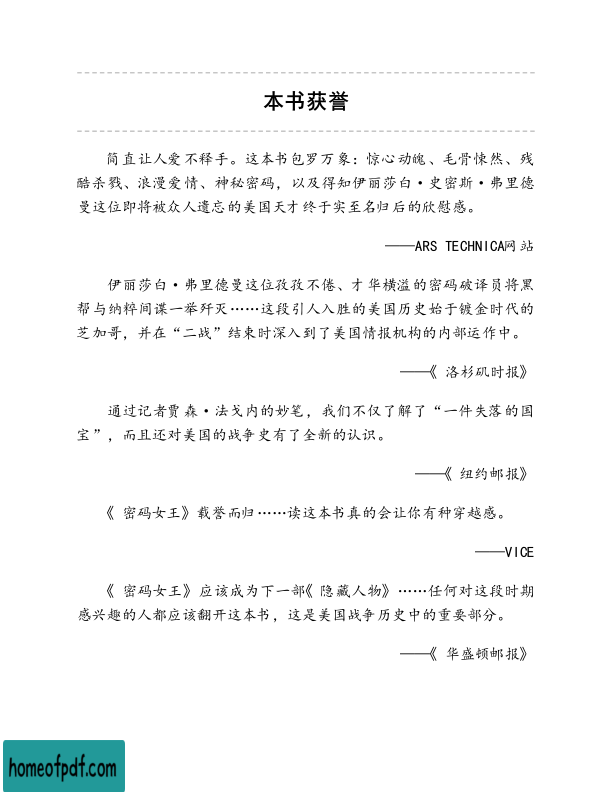 本书获誉
简直让人爱不释手。这本书包罗万象：惊心动魄、毛骨悚然、残
酷杀戮、浪漫爱情、神秘密码，以及得知伊丽莎白·史密斯·弗里德
曼这位即将被众人遗忘的美国天才终于实至名归后的欣慰感。
——ARS TECHNICA网站
伊丽莎白·弗里德曼这位孜孜不倦、才华横溢的密码破译员将黑
帮与纳粹间谍一举歼灭……这段引人入胜的美国历史始于镀金时代的
芝加哥，并在“二战”结束时深入到了美国情报机构的内部运作中。
——《洛杉矶时报》
通过记者贾森·法戈内的妙笔，我们不仅了解了“一件失落的国
宝”，而且还对美国的战争史有了全新的认识。
——《纽约邮报》
《密码女王》载誉而归……读这本书真的会让你有种穿越感。
——VICE
《密码女王》应该成为下一部《隐藏人物》……任何对这段时期
感兴趣的人都应该翻开这本书，这是美国战争历史中的重要部分。
——《华盛顿邮报》
homeofpdf.com